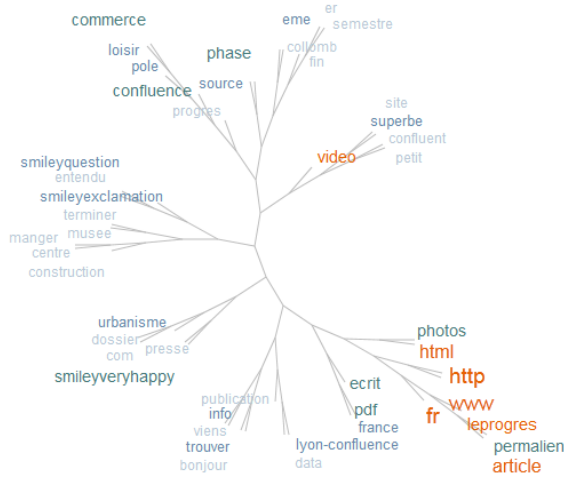 er
commerce
eme
semestre
loisir
phase
collomb
fin
pole
source
confluence
progres
site
superbe
confluent
video
petit
smileyquestion
entendu
smileyexclamation
terminer
musee
manger
centre
construction
urbanisme
dossier
presse
com
smileyveryhappy
photos
html
http
ecrit
publication
info
pdf
fr
www
viens
france
leprogres
trouver
lyon-confluence
permalien
bonjour
data
article